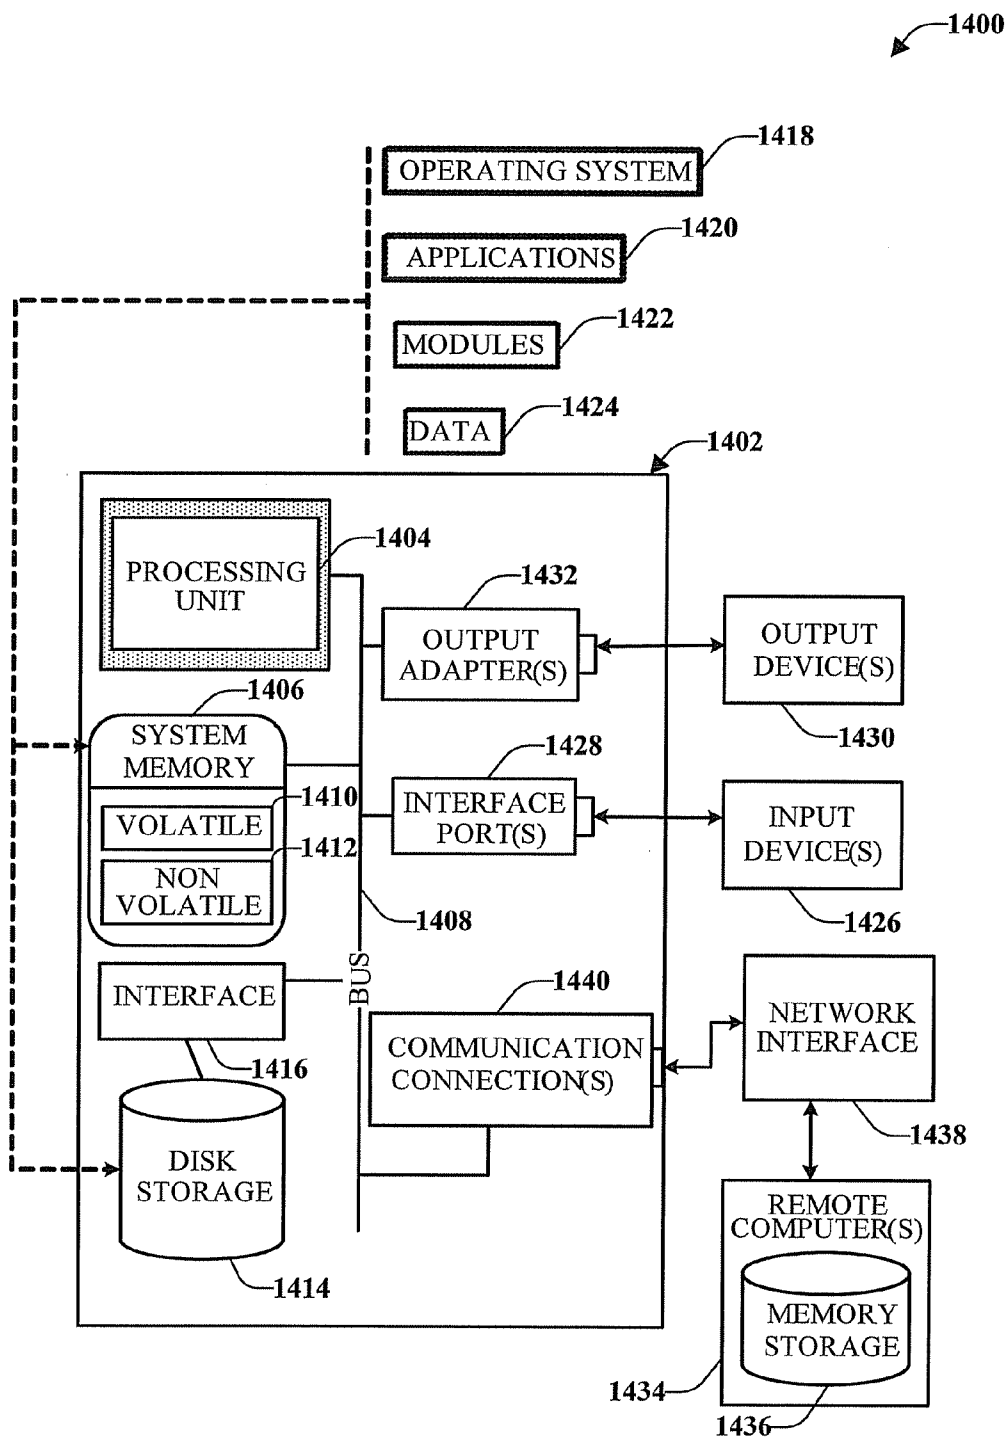 1400
1418
OPERATING SYSTEM
1420
APPLICATIONS
1422
MODULES
1424
DATA
1402
1404
PROCESSING
UNIT
1432
OUTPUT
ADAPTER(S)
OUTPUT
DEVICE(S)
1430
1406
SYSTEM
MEMORY
1410
VOLATILE
1412
NON
VOLATILE
1428
INTERFACE
PORT(S)
INPUT
DEVICE(S)
1426
1408
BUS
INTERFACE
1416
1440
COMMUNICATION
CONNECTION(S)
NETWORK
INTERFACE
1438
DISK
STORAGE
1414
REMOTE
COMPUTER(S)
MEMORY
STORAGE
1434
1436